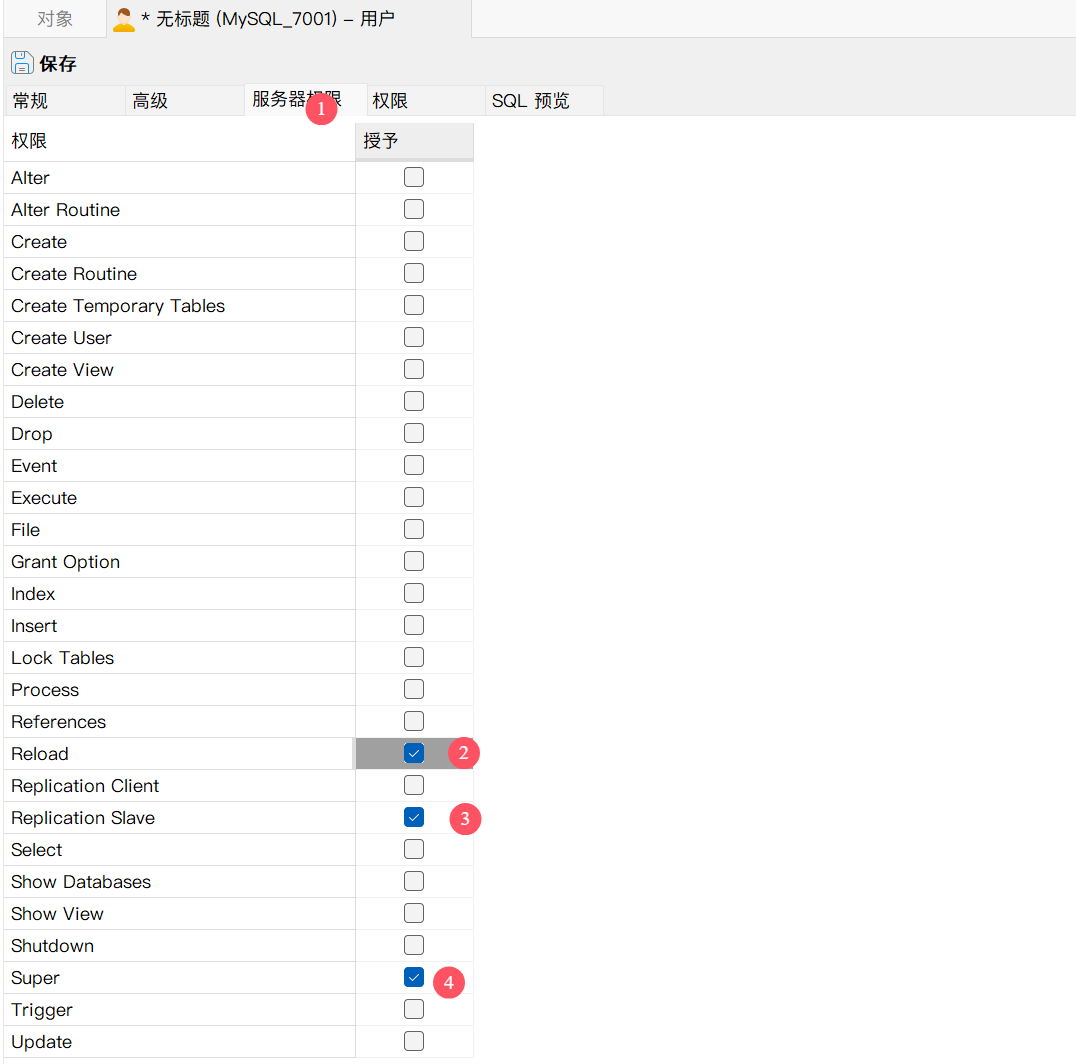 对象 * 无标题 (MySQL_7001) - 用户
保存
常规 高级 服务器权限 权限 SQL 预览
1
权限 授予
Alter
Alter Routine
Create
Create Routine
Create Temporary Tables
Create User
Create View
Delete
Drop
Event
Execute
File
Grant Option
Index
Insert
Lock Tables
Process
References
Reload 2
Replication Client
Replication Slave 3
Select
Show Databases
Show View
Shutdown
Super 4
Trigger
Update